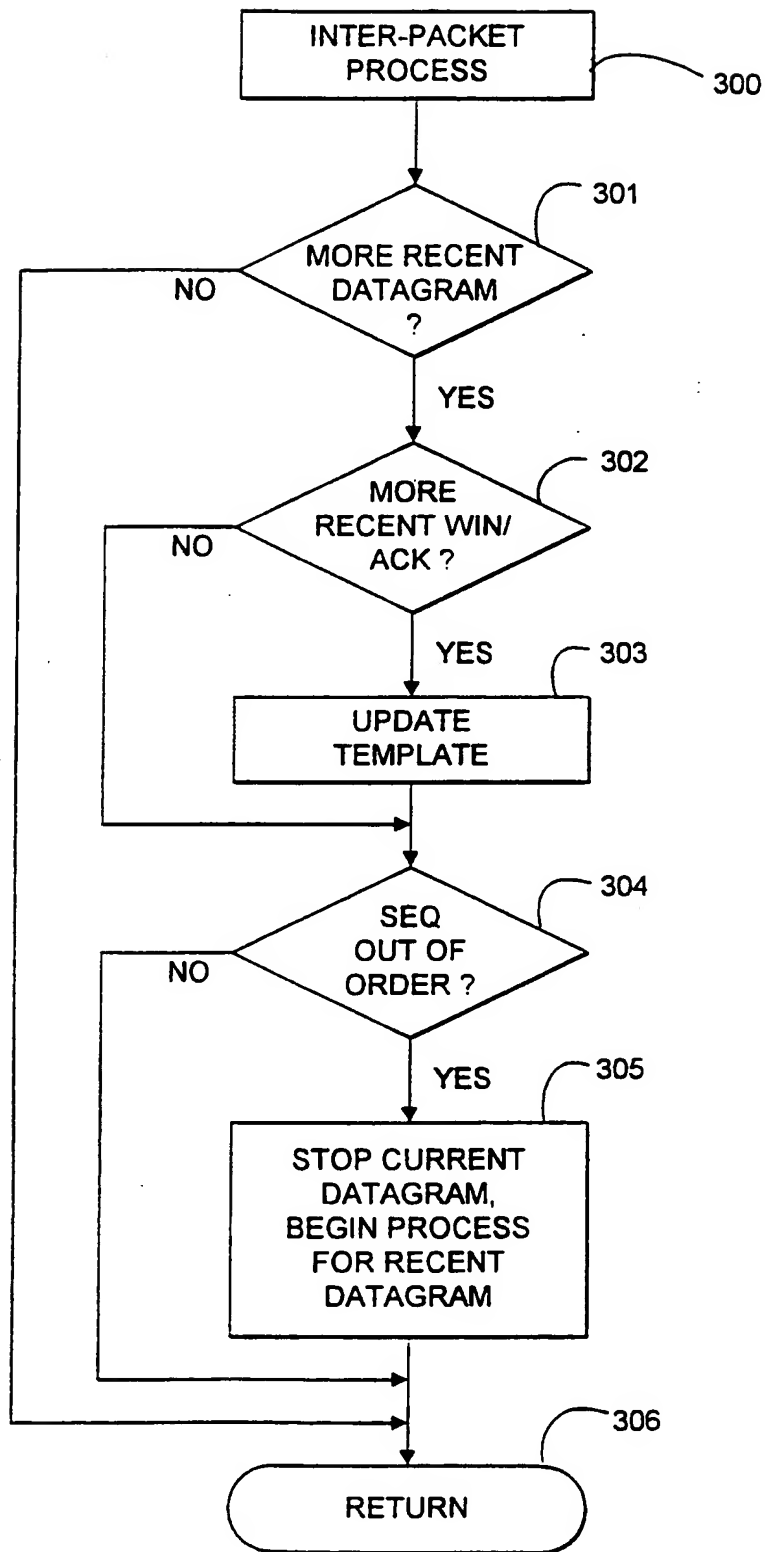 INTER-PACKET
PROCESS
300
301
MORE RECENT
DATAGRAM
?
NO
YES
302
MORE
RECENT WIN/
ACK ?
NO
YES
303
UPDATE
TEMPLATE
304
SEQ
OUT OF
ORDER ?
NO
YES
305
STOP CURRENT
DATAGRAM,
BEGIN PROCESS
FOR RECENT
DATAGRAM
306
RETURN